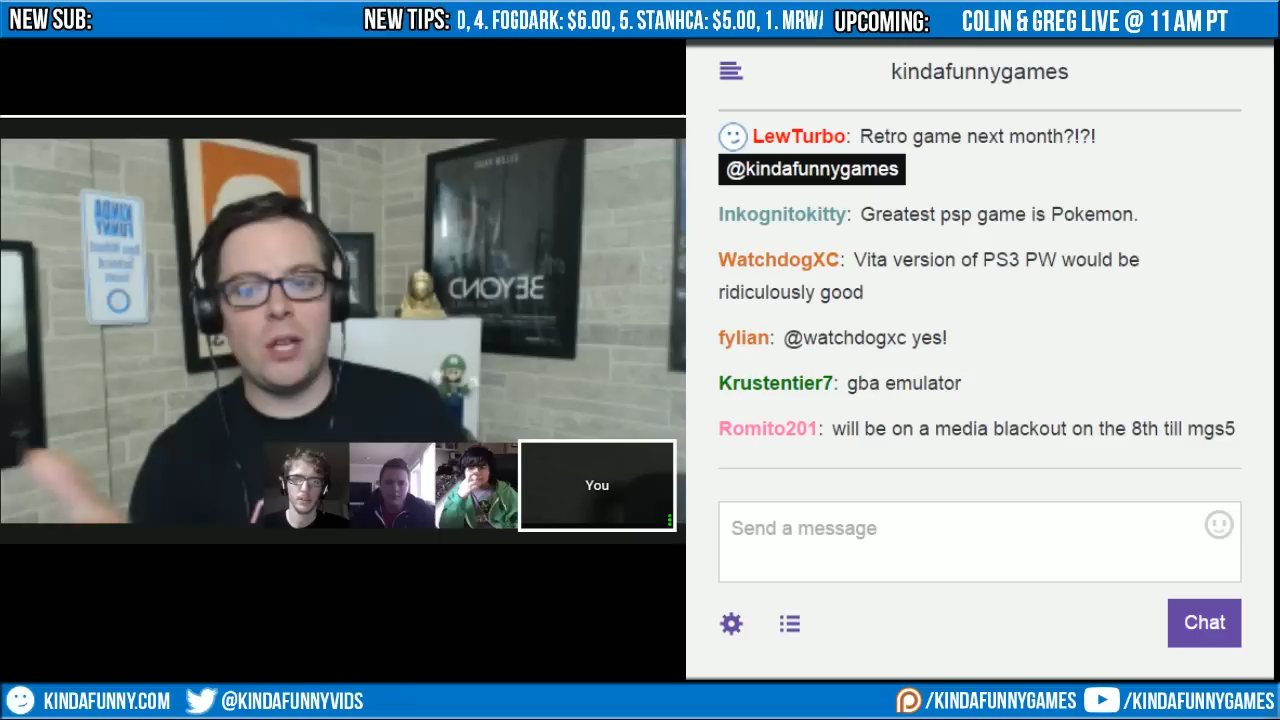 NEW SUB:
NEW TIPS: 0, 4. FOGDARK: $6.00, 5. STANHCA: $5.00, 1. MRW
UPCOMING: COLIN & GREG LIVE @ 11 AM PT
kindafunnygames
LewTurbo: Retro game next month?!?!
@kindafunnygames
Inkognitokitty: Greatest psp game is Pokemon.
WatchdogXC: Vita version of PS3 PW would be
ridiculously good
fylian: @watchdogxc yes!
Krustentier7: gba emulator
Romito201: will be on a media blackout on the 8th till mgs5
Send a message
Chat
KINDA
FUNNY
BEYOND
You
KINDAFUNNY.COM
@KINDAFUNNYVIDS
/KINDAFUNNYGAMES
/KINDAFUNNYGAMES